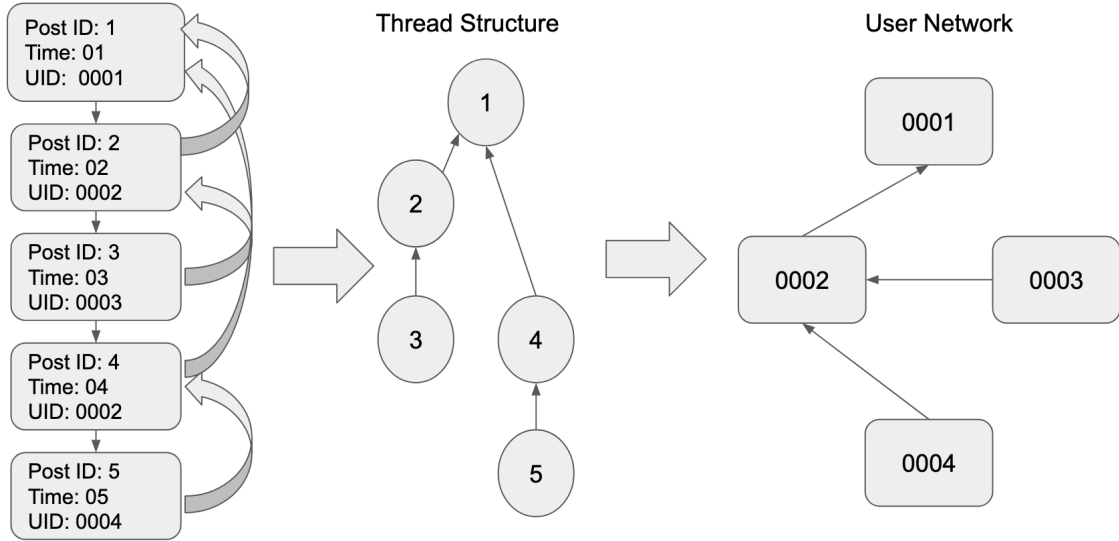 Post ID: 1
Time: 01
UID:  0001
Post ID: 2
Time: 02
UID: 0002
Post ID: 3
Time: 03
UID: 0003
Post ID: 4
Time: 04
UID: 0002
Post ID: 5
Time: 05
UID: 0004
Thread Structure
1
2
3
4
5
User Network
0001
0002
0003
0004